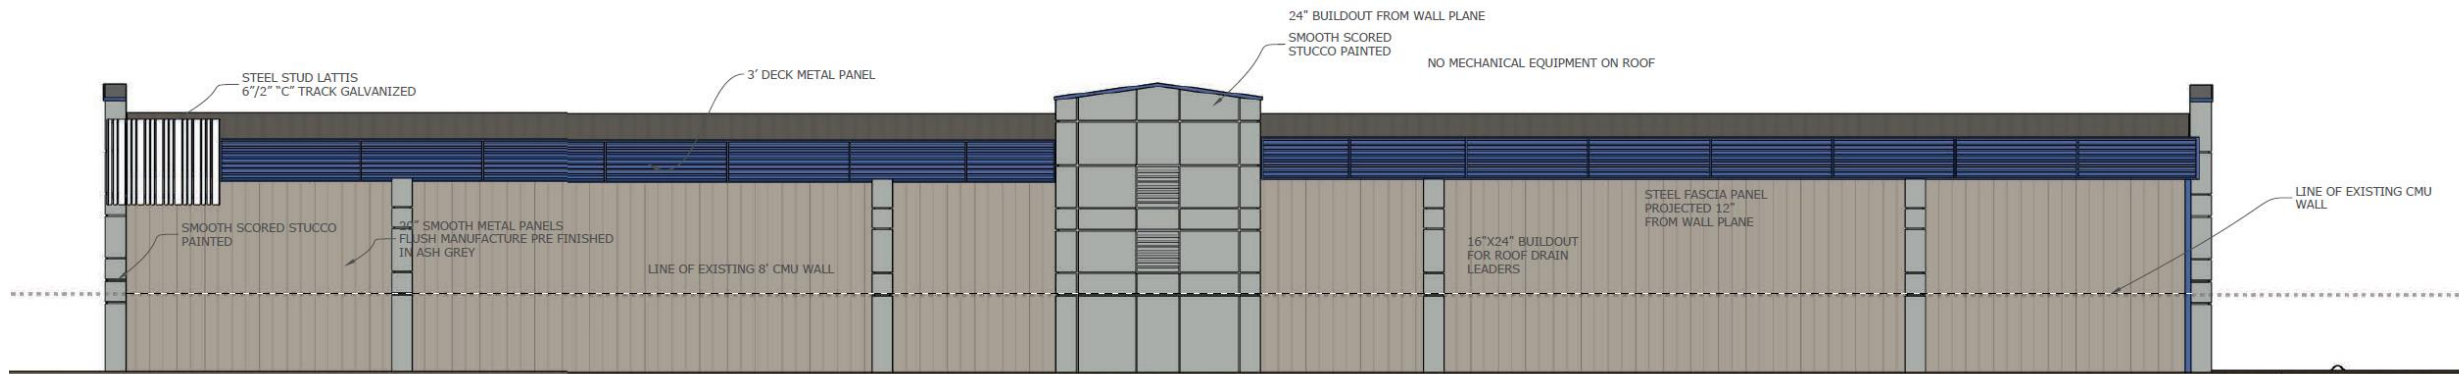 24" BUILDOUT FROM WALL PLANE
SMOOTH SCORED
STUCCO PAINTED
NO MECHANICAL EQUIPMENT ON ROOF
STEEL STUD LATTIS
6"/2" "C" TRACK GALVANIZED
3' DECK METAL PANEL
STEEL FASCIA PANEL
PROJECTED 12"
FROM WALL PLANE
LINE OF EXISTING CMU
WALL
SMOOTH SCORED STUCCO
PAINTED
20" SMOOTH METAL PANELS
FLUSH MANUFACTURE PRE FINISHED
IN ASH GREY
16"X24" BUILDOUT
FOR ROOF DRAIN
LEADERS
LINE OF EXISTING 8' CMU WALL